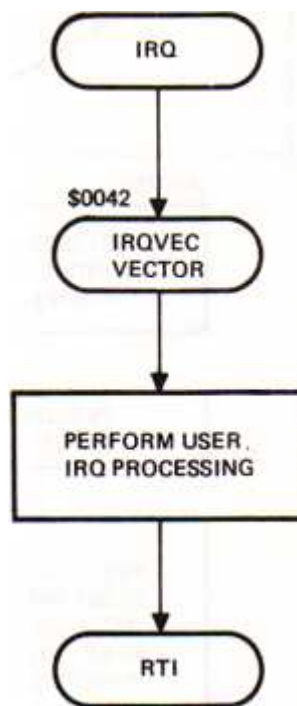 IRQ
$0042
IRQVEC
VECTOR
PERFORM USER
IRQ PROCESSING
RTI